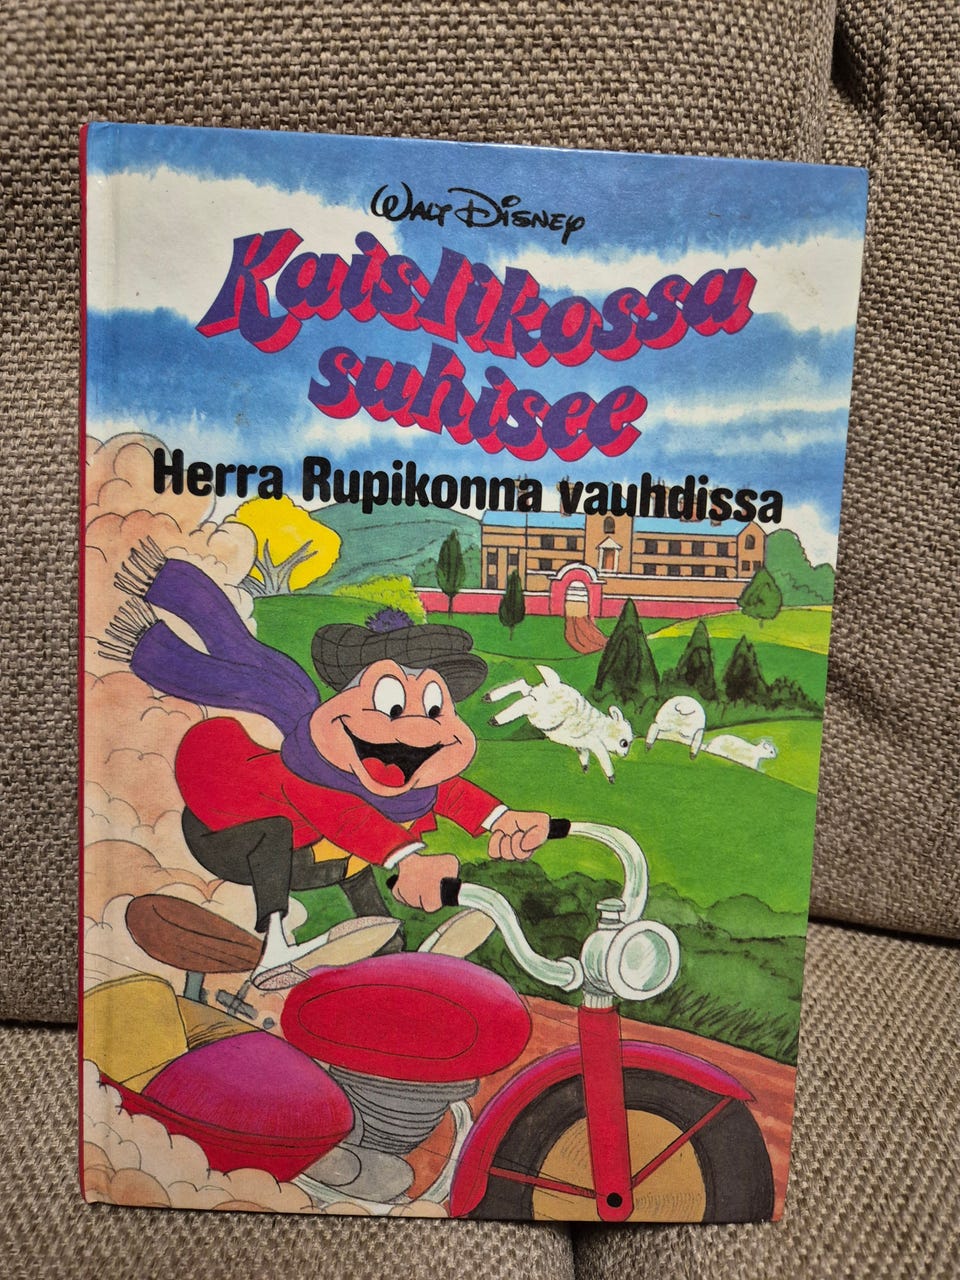 Walt Disney
Kaislikossa
suhisee
Herra Rupikonna vauhdissa